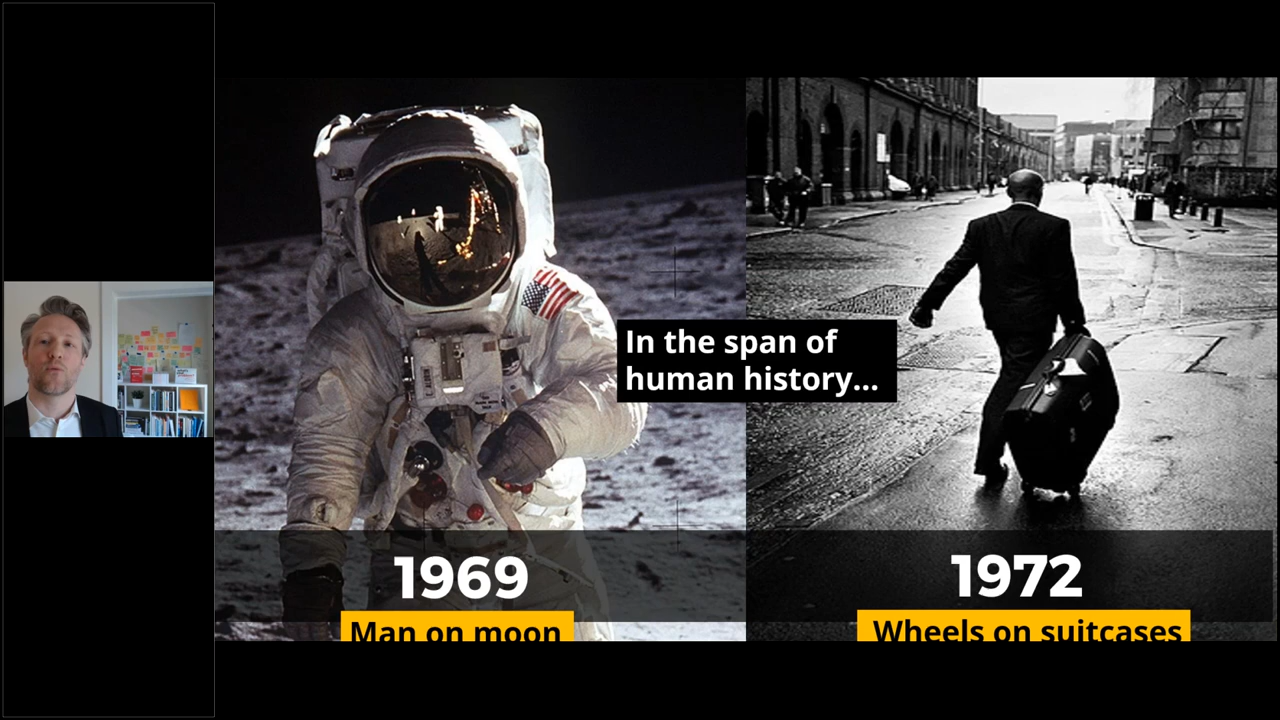 In the span of
human history...
1969
Man on moon
1972
Wheels on suitcases